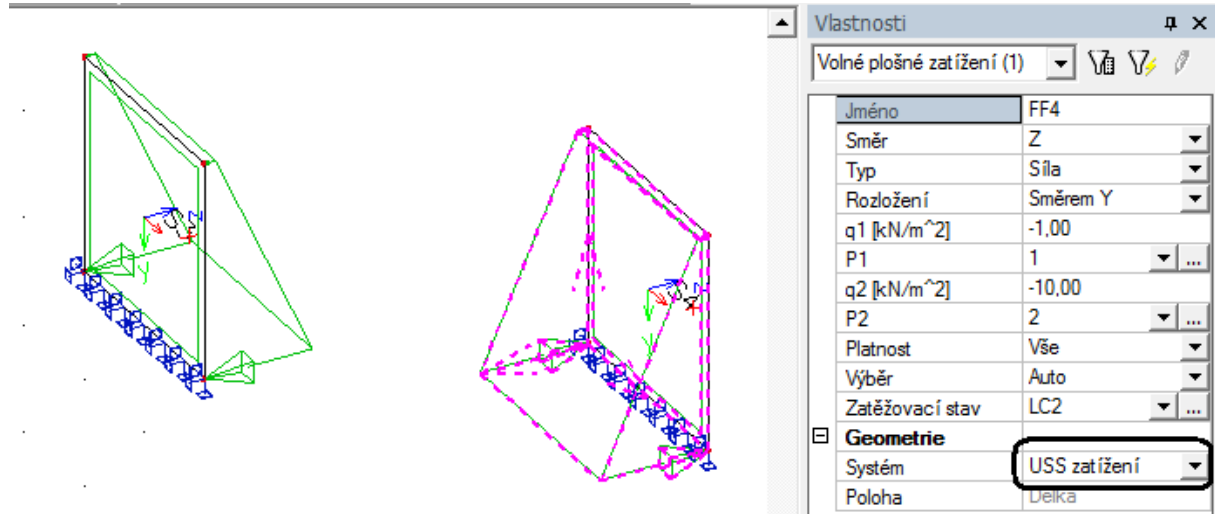 Vlastnosti
Volné plošné zatížení (1)
Jméno FF4
Směr Z
Typ Síla
Rozložení Směrem Y
q1 [kN/m^2] -1,00
P1 1 ...
q2 [kN/m^2] -10,00
P2 2 ...
Platnost Vše
Výběr Auto
Zatěžovací stav LC2 ...
Geometrie
Systém USS zatížení
Poloha Délka